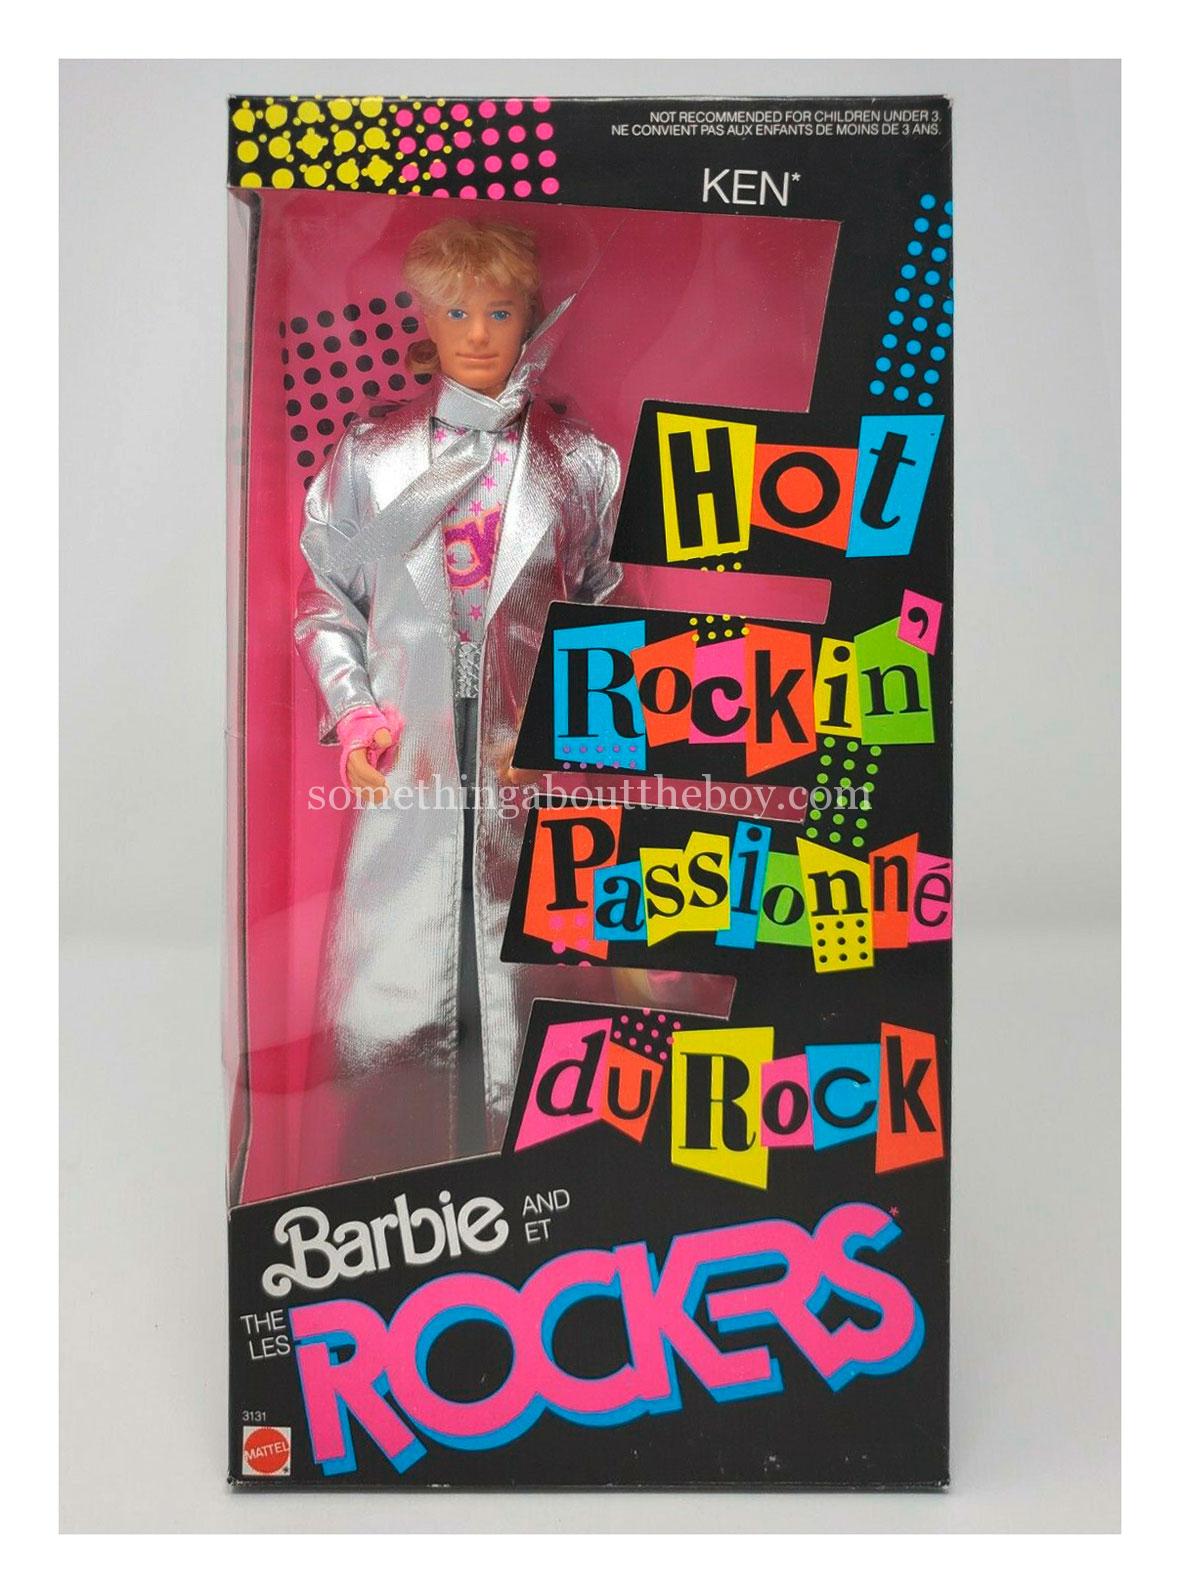 NOT RECOMMENDED FOR CHILDREN UNDER 3.
NE CONVIENT PAS AUX ENFANTS DE MOINS DE 3 ANS.
KEN*
Hot
Rockin'
somethingabouttheboy.com
Passionné
du Rock
Barbie AND ET
THE LES ROCKERS*
3131
MATTEL